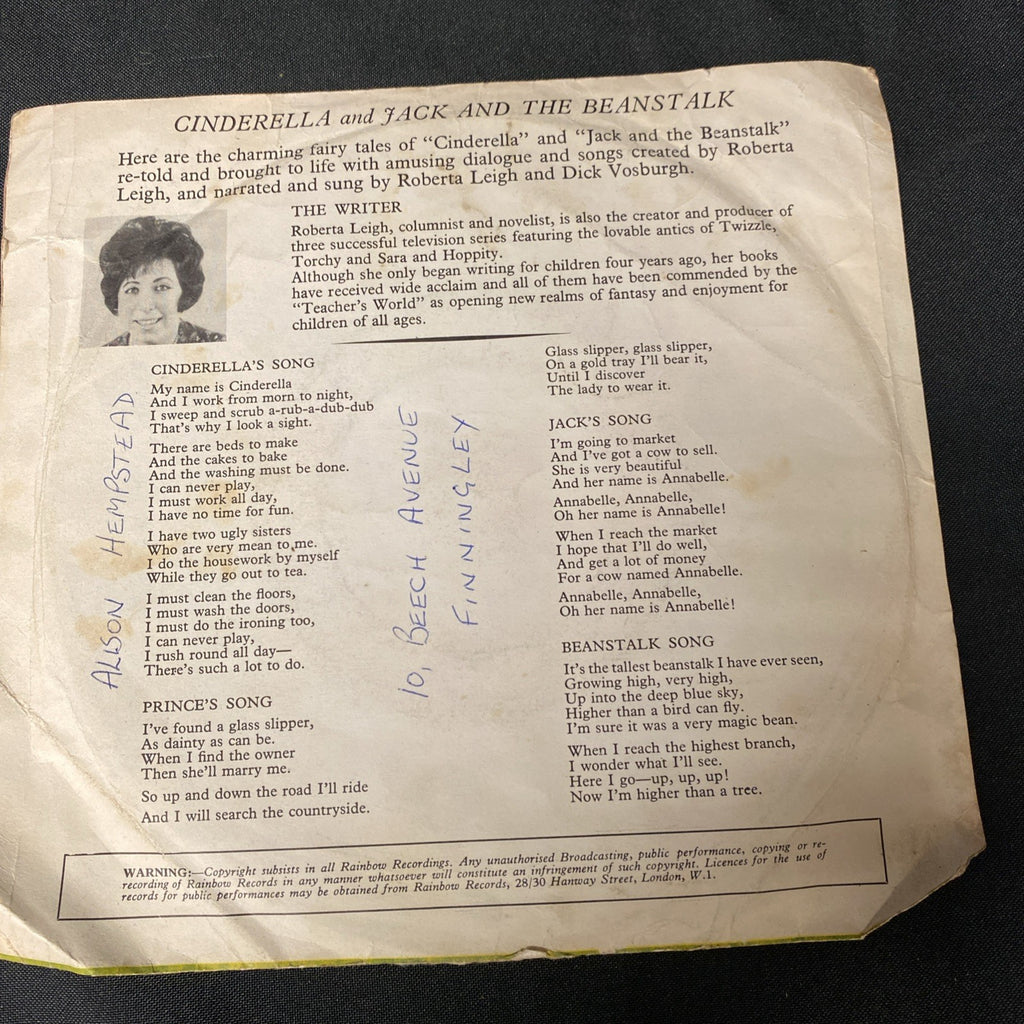 CINDERELLA and JACK AND THE BEANSTALK
Here are the charming fairy tales of "Cinderella" and "Jack and the Beanstalk"
re-told and brought to life with amusing dialogue and songs created by Roberta
Leigh, and narrated and sung by Roberta Leigh and Dick Vosburgh.
THE WRITER
Roberta Leigh, columnist and novelist, is also the creator and producer of
three successful television series featuring the lovable antics of Twizzle,
Torchy and Sara and Hoppity.
Although she only began writing for children four years ago, her books
have received wide acclaim and all of them have been commended by the
"Teacher's World" as opening new realms of fantasy and enjoyment for
children of all ages.
CINDERELLA'S SONG
My name is Cinderella
And I work from morn to night,
I sweep and scrub a-rub-a-dub-dub
That's why I look a sight.
There are beds to make
And the cakes to bake
And the washing must be done.
I can never play,
I must work all day,
I have no time for fun.
I have two ugly sisters
Who are very mean to me.
I do the housework by myself
While they go out to tea.
I must clean the floors,
I must wash the doors,
I must do the ironing too,
I can never play,
I rush round all day—
There's such a lot to do.
PRINCE'S SONG
I've found a glass slipper,
As dainty as can be.
When I find the owner
Then she'll marry me.
So up and down the road I'll ride
And I will search the countryside.
Glass slipper, glass slipper,
On a gold tray I'll bear it,
Until I discover
The lady to wear it.
JACK'S SONG
I'm going to market
And I've got a cow to sell.
She is very beautiful
And her name is Annabelle.
Annabelle, Annabelle,
Oh her name is Annabelle!
When I reach the market
I hope that I'll do well,
And get a lot of money
For a cow named Annabelle.
Annabelle, Annabelle,
Oh her name is Annabelle!
BEANSTALK SONG
It's the tallest beanstalk I have ever seen,
Growing high, very high,
Up into the deep blue sky,
Higher than a bird can fly.
I'm sure it was a very magic bean.
When I reach the highest branch,
I wonder what I'll see.
Here I go—up, up, up!
Now I'm higher than a tree.
ALISON HEMPSTEAD
10, BEECH AVENUE
FINNINGLEY
WARNING:—Copyright subsists in all Rainbow Recordings. Any unauthorised Broadcasting, public performance, copying or re-
recording of Rainbow Records in any manner whatsoever will constitute an infringement of such copyright. Licences for the use of
records for public performances may be obtained from Rainbow Records, 28/30 Hanway Street, London, W.1.